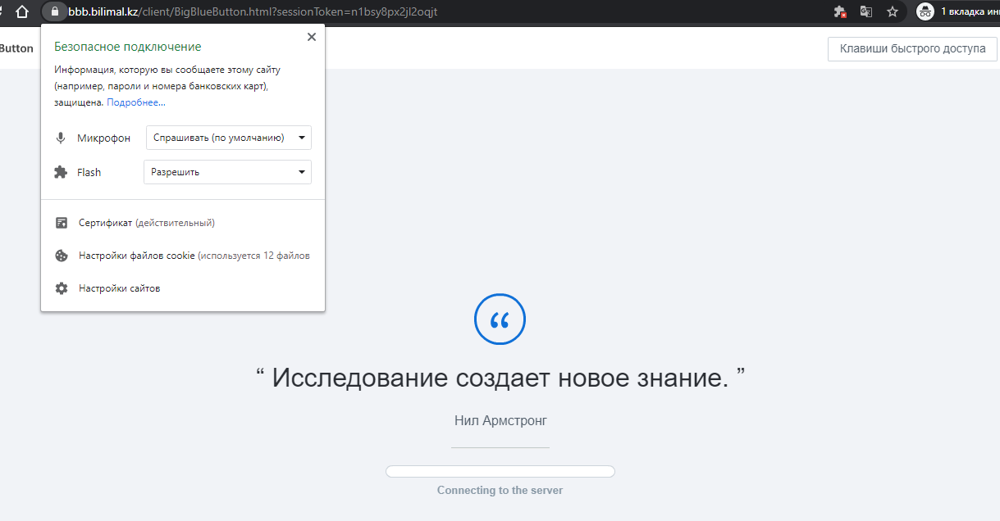 bbb.bilimal.kz/client/BigBlueButton.html?sessionToken=n1bsy8px2jl2oqjt
1 вкладка ин
Button
Клавиши быстрого доступа
Безопасное подключение
Информация, которую вы сообщаете этому сайту
(например, пароли и номера банковских карт),
защищена. Подробнее...
Микрофон Спрашивать (по умолчанию)
Flash Разрешить
Сертификат (действительный)
Настройки файлов cookie (используется 12 файлов
Настройки сайтов
“ Исследование создает новое знание. ”
Нил Армстронг
Connecting to the server